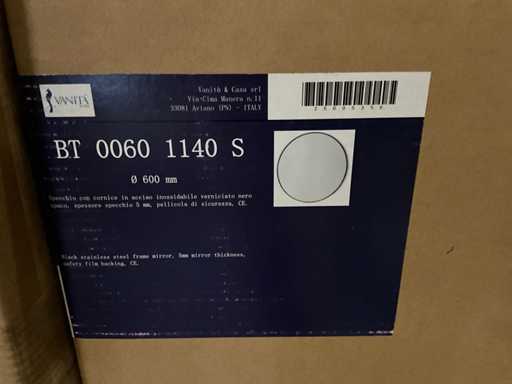 VANITÀ
Vanità & Casa srl
Via Cima Manera n.11
33081 Aviano (PN) - ITALY
BT 0060 1140 S
Ø 600 mm
Specchio con cornice in acciaio inossidabile verniciato nero
opaco, spessore specchio 5 mm, pellicola di sicurezza, CE.
Black stainless steel frame mirror, 5mm mirror thickness,
safety film backing, CE.